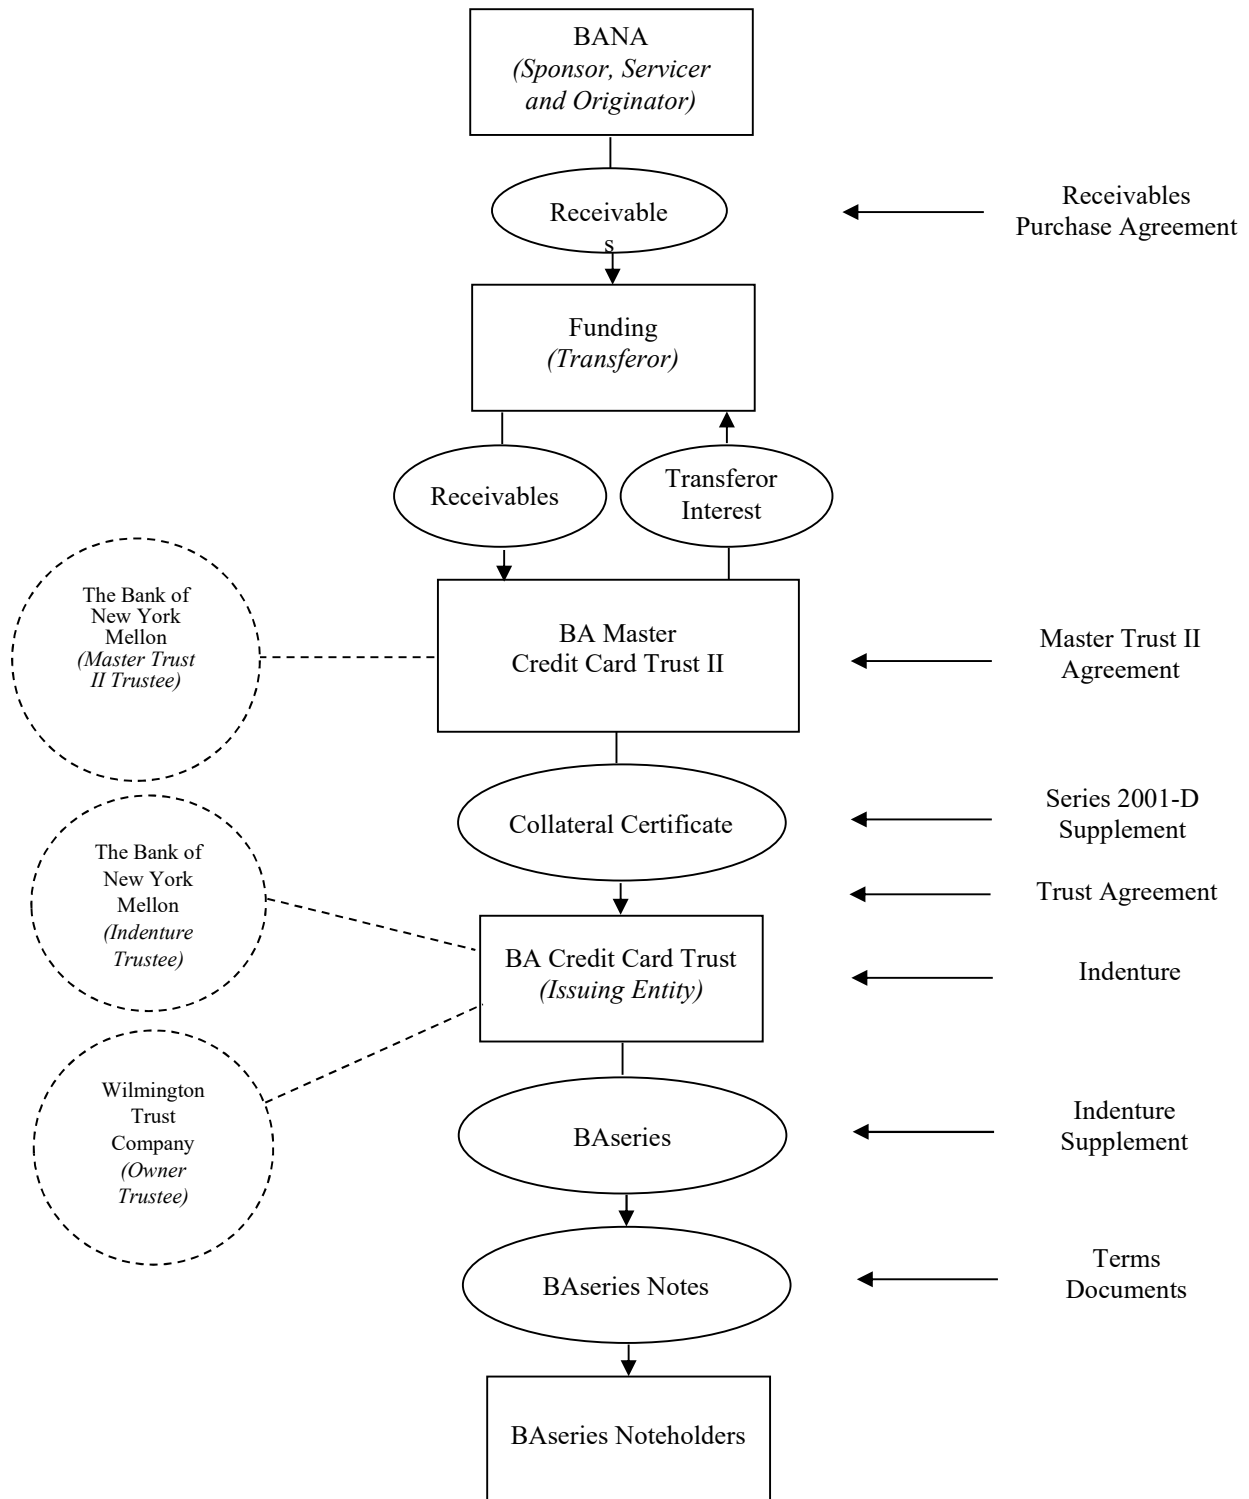 BANA
(Sponsor, Servicer
and Originator)
Receivable
s
Receivables
Purchase Agreement
Funding
(Transferor)
Receivables
Transferor
Interest
The Bank of
New York
Mellon
(Master Trust
II Trustee)
BA Master
Credit Card Trust II
Master Trust II
Agreement
Collateral Certificate
Series 2001-D
Supplement
The Bank of
New York
Mellon
(Indenture
Trustee)
Trust Agreement
BA Credit Card Trust
(Issuing Entity)
Indenture
Wilmington
Trust
Company
(Owner
Trustee)
BAseries
Indenture
Supplement
BAseries Notes
Terms
Documents
BAseries Noteholders